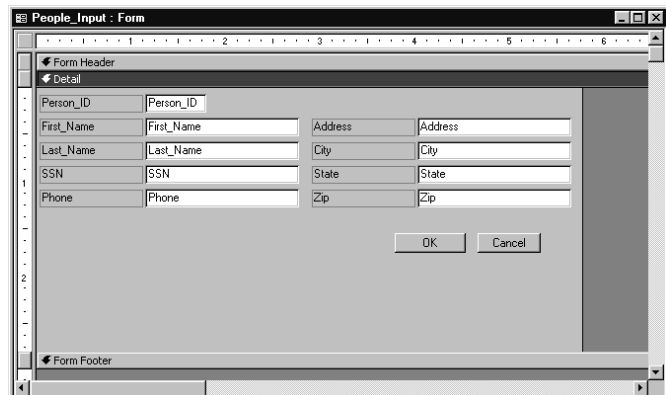 People_Input : Form
1 2 3 4 5 6
Form Header
Detail
Person_ID Person_ID
First_Name First_Name Address Address
Last_Name Last_Name City City
1
SSN SSN State State
Phone Phone Zip Zip
OK Cancel
2
Form Footer